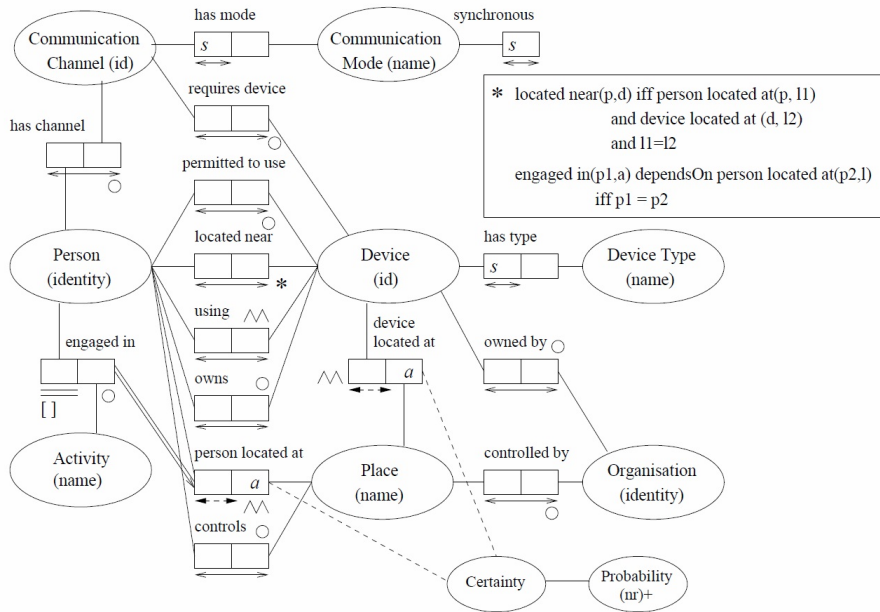 has mode
synchronous
Communication
Channel (id)
s
Communication
Mode (name)
s
requires device
has channel
* located near(p,d) iff person located at(p, l1)
and device located at (d, l2)
and l1=l2
engaged in(p1,a) dependsOn person located at(p2,l)
iff p1 = p2
permitted to use
Person
(identity)
located near
*
Device
(id)
has type
s
Device Type
(name)
using
engaged in
[ ]
device
located at
a
owned by
owns
Activity
(name)
person located at
a
Place
(name)
controlled by
Organisation
(identity)
controls
Certainty
Probability
(nr)+